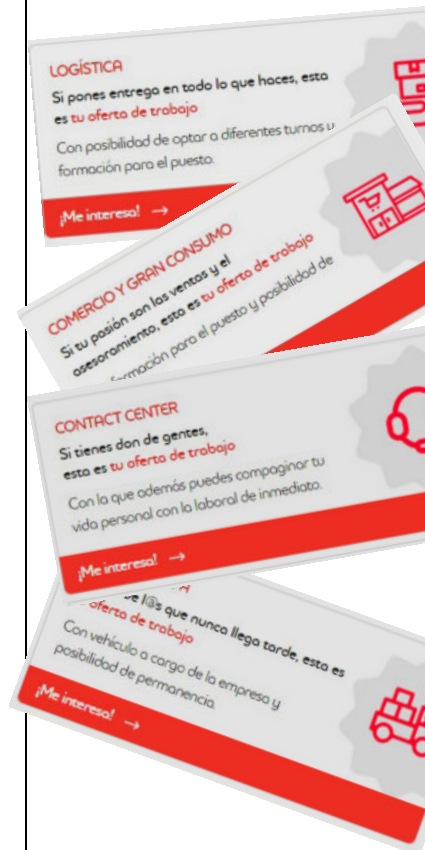 LOGÍSTICA
Si pones entrega en todo lo que haces, esta
es tu oferta de trabajo
Con posibilidad de optar a diferentes turnos y
formación para el puesto.
¡Me interesa! →
COMERCIO Y GRAN CONSUMO
Si tu pasión son las ventas y el
asesoramiento, esta es tu oferta de trabajo
formación para el puesto y posibilidad de
CONTACT CENTER
Si tienes don de gentes,
esta es tu oferta de trabajo
Con la que además puedes compaginar tu
vida personal con la laboral de inmediato.
¡Me interesa! →
de l@s que nunca llega tarde, esta es
oferta de trabajo
Con vehículo a cargo de la empresa y
posibilidad de permanencia.
¡Me interesa! →